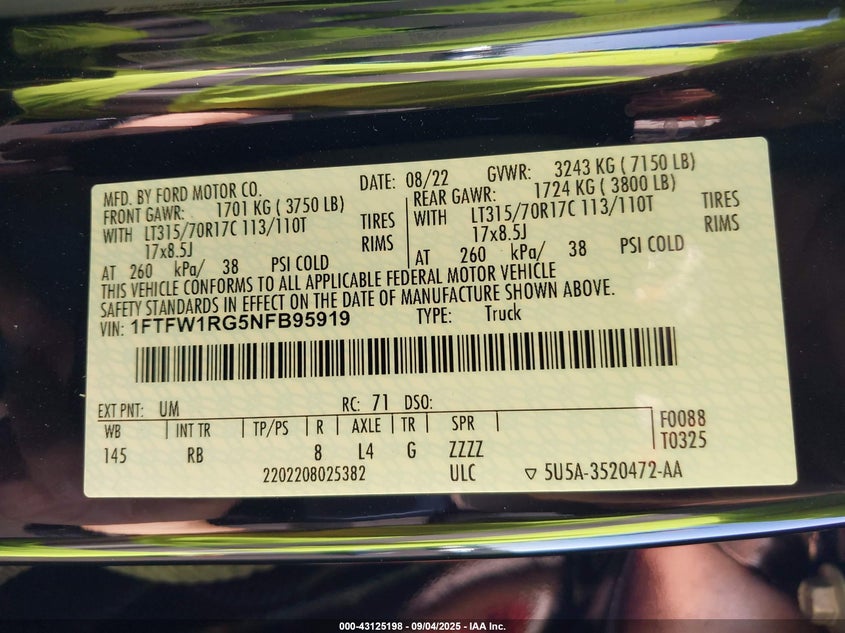 MFD. BY FORD MOTOR CO. DATE: 08/22 GVWR: 3243 KG ( 7150 LB)
FRONT GAWR: 1701 KG ( 3750 LB) REAR GAWR: 1724 KG ( 3800 LB)
WITH LT315/70R17C 113/110T TIRES WITH LT315/70R17C 113/110T TIRES
17x8.5J RIMS 17x8.5J RIMS
AT 260 kPa/ 38 PSI COLD AT 260 kPa/ 38 PSI COLD
THIS VEHICLE CONFORMS TO ALL APPLICABLE FEDERAL MOTOR VEHICLE
SAFETY STANDARDS IN EFFECT ON THE DATE OF MANUFACTURE SHOWN ABOVE.
VIN: 1FTFW1RG5NFB95919 TYPE: Truck
EXT PNT: UM RC: 71 DSO:
WB INT TR TP/PS R AXLE TR SPR F0088
145 RB 8 L4 G ZZZZ T0325
2202208025382 ULC ▽ 5U5A-3520472-AA
000-43125198 - 09/04/2025 - IAA Inc.